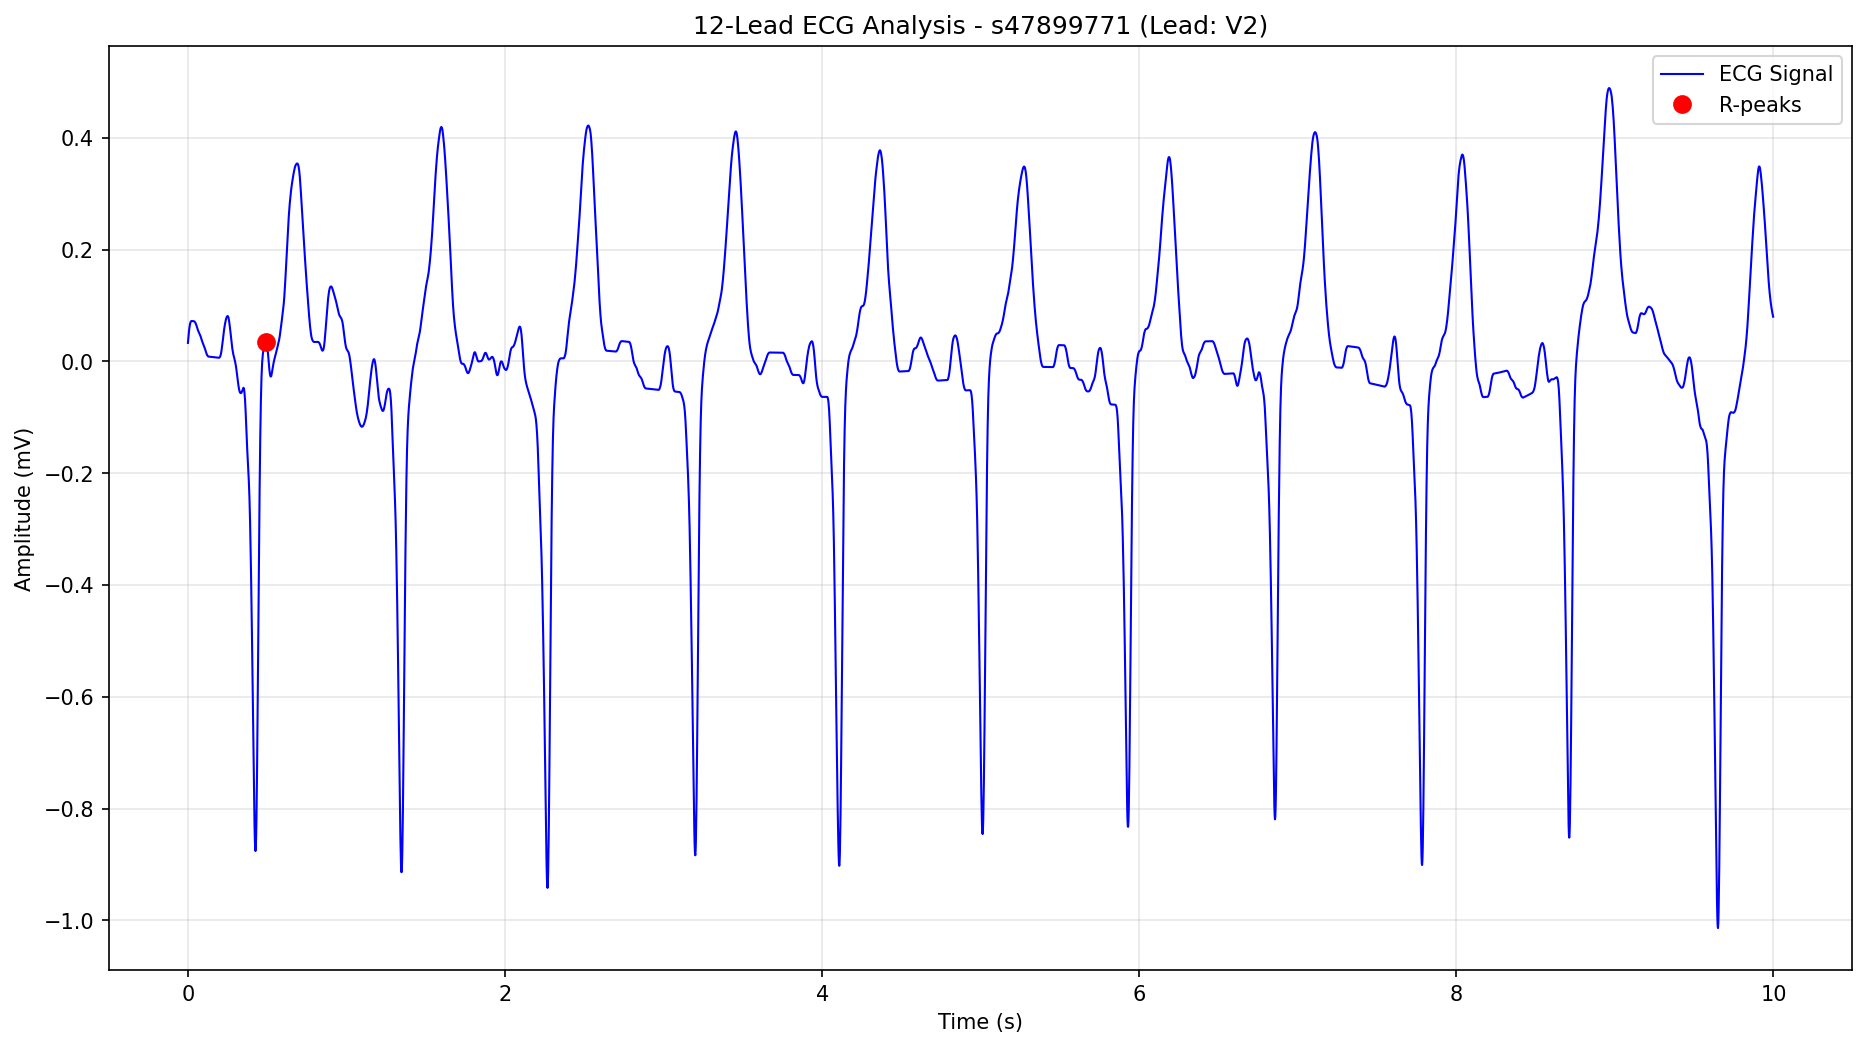 12-Lead ECG Analysis - s47899771 (Lead: V2)
ECG Signal
R-peaks
0.4
0.2
0.0
−0.2
−0.4
−0.6
−0.8
−1.0
Amplitude (mV)
0 2 4 6 8 10
Time (s)